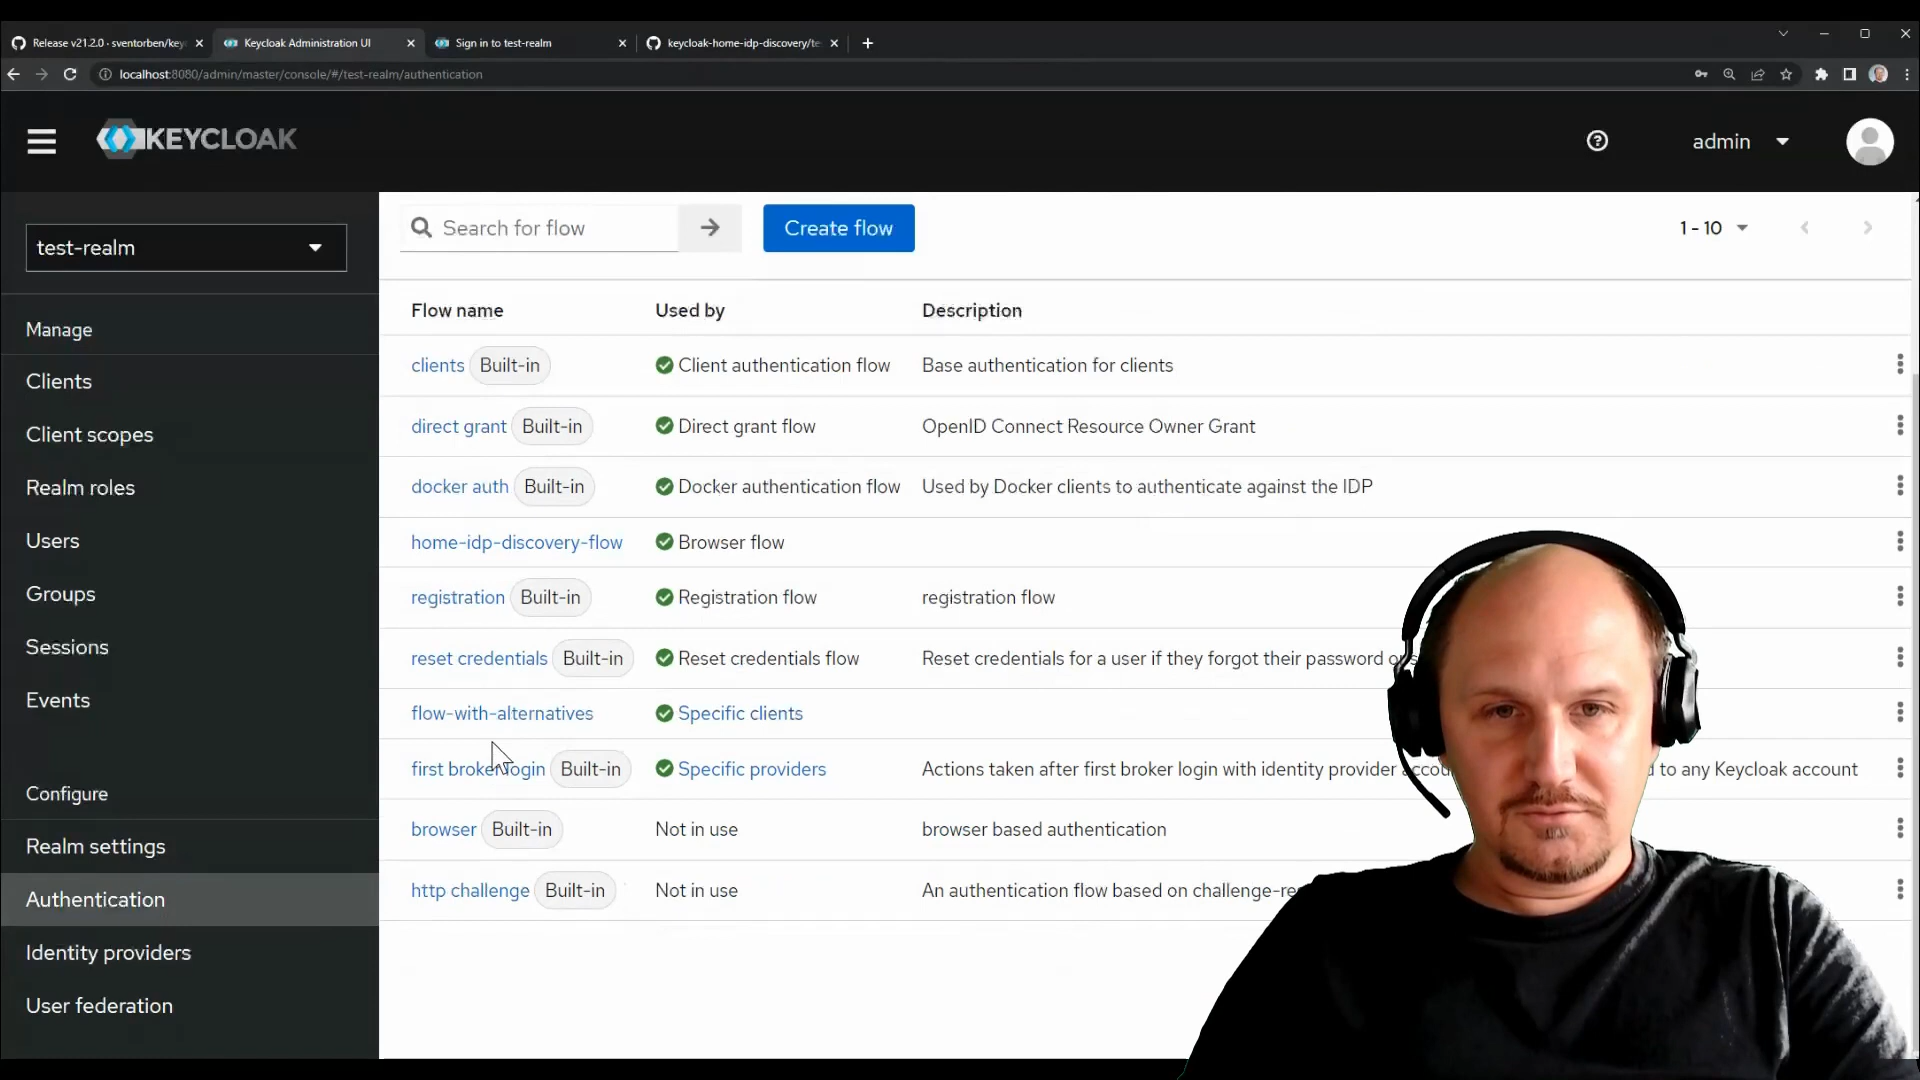 Release v21.2.0 · sventorben/key
Keycloak Administration UI
Sign in to test-realm
keycloak-home-idp-discovery/te
localhost:8080/admin/master/console/#/test-realm/authentication
KEYCLOAK
admin
test-realm
Search for flow
Create flow
1 - 10
Manage
Clients
Client scopes
Realm roles
Users
Groups
Sessions
Events
Configure
Realm settings
Authentication
Identity providers
User federation
Flow name Used by Description
clients Built-in Client authentication flow Base authentication for clients
direct grant Built-in Direct grant flow OpenID Connect Resource Owner Grant
docker auth Built-in Docker authentication flow Used by Docker clients to authenticate against the IDP
home-idp-discovery-flow Browser flow
registration Built-in Registration flow registration flow
reset credentials Built-in Reset credentials flow Reset credentials for a user if they forgot their password
flow-with-alternatives Specific clients
first broker login Built-in Specific providers Actions taken after first broker login with identity provider to any Keycloak account
browser Built-in Not in use browser based authentication
http challenge Built-in Not in use An authentication flow based on